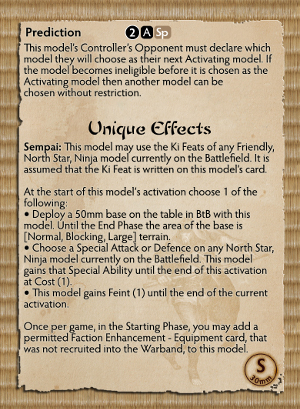 Prediction 2 A Sp
This model's Controller's Opponent must declare which
model they will choose as their next Activating model. If
the model becomes ineligible before it is chosen as the
Activating model then another model can be
chosen without restriction.
Unique Effects
Sempai: This model may use the Ki Feats of any Friendly,
North Star, Ninja model currently on the Battlefield. It is
assumed that the Ki Feat is written on this model's card.
At the start of this model's activation choose 1 of the
following:
• Deploy a 50mm base on the table in BtB with this
model. Until the End Phase the area of the base is
[Normal, Blocking, Large] terrain.
• Choose a Special Attack or Defence on any North Star,
Ninja model currently on the Battlefield. This model
gains that Special Ability until the end of this activation
at Cost (1).
• This model gains Feint (1) until the end of the current
activation.
Once per game, in the Starting Phase, you may add a
permitted Faction Enhancement - Equipment card, that
was not recruited into the Warband, to this model.
S
30mm